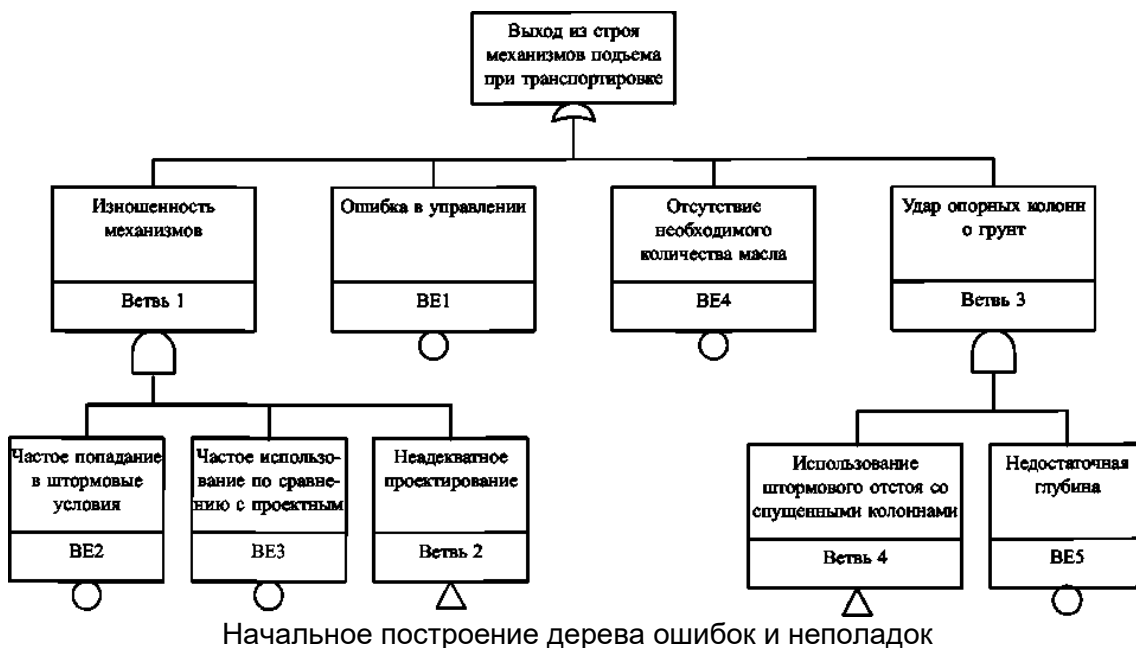 Выход из строя
механизмов подъема
при транспортировке
Изношенность
механизмов
Ветвь 1
Ошибка в управлении
BE1
Отсутствие
необходимого
количества масла
BE4
Удар опорных колонн
о грунт
Ветвь 3
Частое попадание
в штормовые
условия
BE2
Частое использо-
вание по сравне-
нию с проектным
BE3
Неадекватное
проектирование
Ветвь 2
Использование
штормового отстоя со
спущенными колоннами
Ветвь 4
Недостаточная
глубина
BE5
Начальное построение дерева ошибок и неполадок